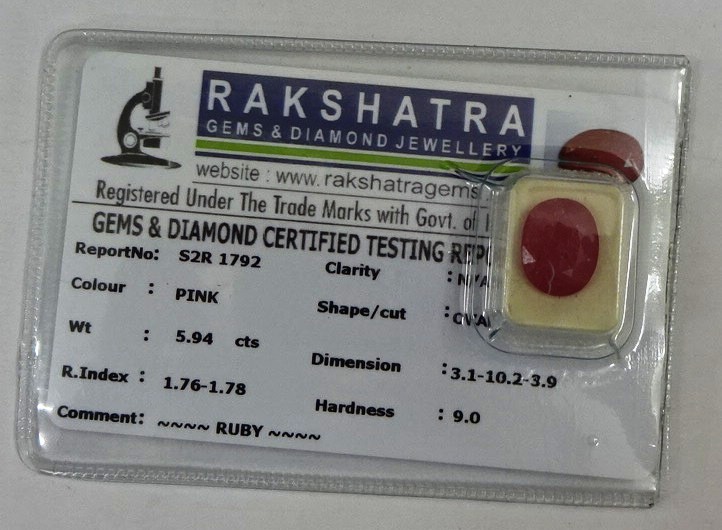 RAKSHATRA
GEMS & DIAMOND JEWELLERY
website : www.rakshatragems
Registered Under The Trade Marks with Govt. of
GEMS & DIAMOND CERTIFIED TESTING REP
ReportNo: S2R 1792
Colour : PINK
Wt : 5.94 cts
R.Index : 1.76-1.78
Comment: ~~~~ RUBY ~~~~
Clarity : N/A
Shape/cut :
Dimension : 3.1-10.2-3.9
Hardness : 9.0